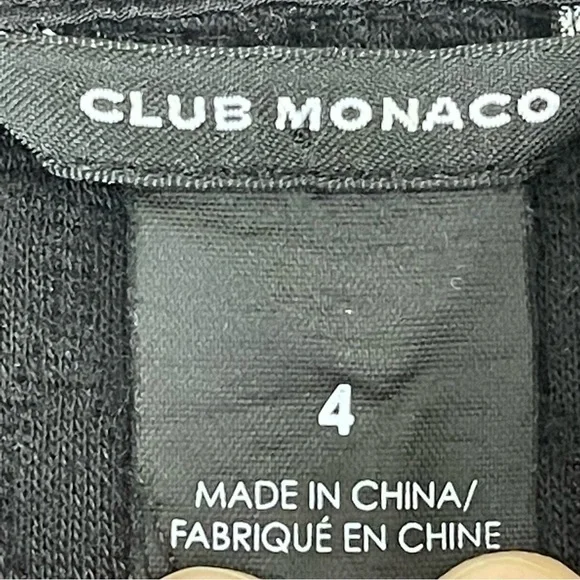 CLUB MONACO
4
MADE IN CHINA/
FABRIQUÉ EN CHINE